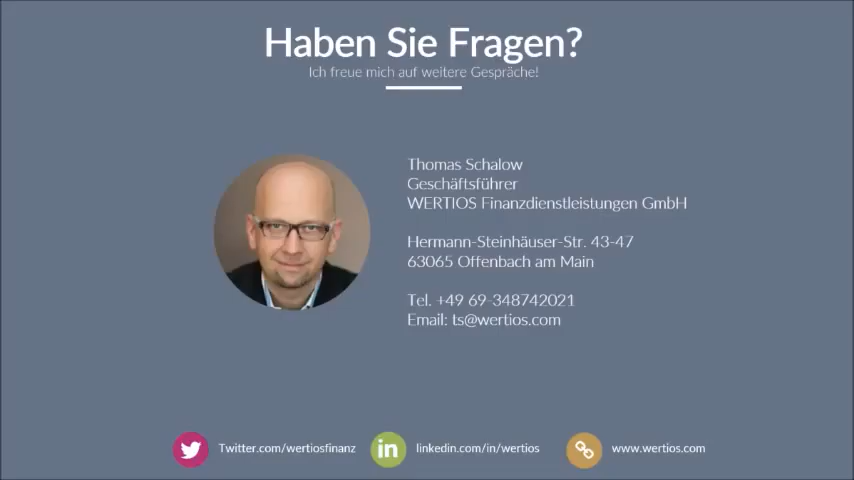 Haben Sie Fragen?
Ich freue mich auf weitere Gespräche!
Thomas Schalow
Geschäftsführer
WERTIOS Finanzdienstleistungen GmbH
Hermann-Steinhäuser-Str. 43-47
63065 Offenbach am Main
Tel. +49 69-348742021
Email: ts@wertios.com
Twitter.com/wertiosfinanz
linkedin.com/in/wertios
www.wertios.com